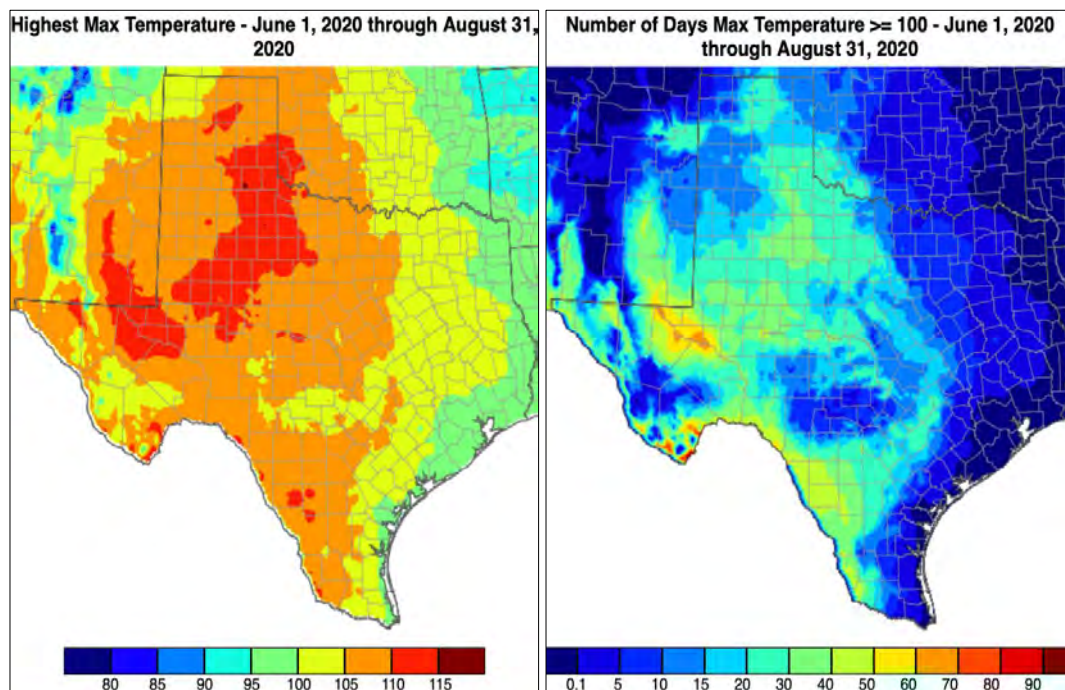 Highest Max Temperature - June 1, 2020 through August 31,
2020
80 85 90 95 100 105 110 115
Number of Days Max Temperature >= 100 - June 1, 2020
through August 31, 2020
0.1 5 10 15 20 30 40 50 60 70 80 90